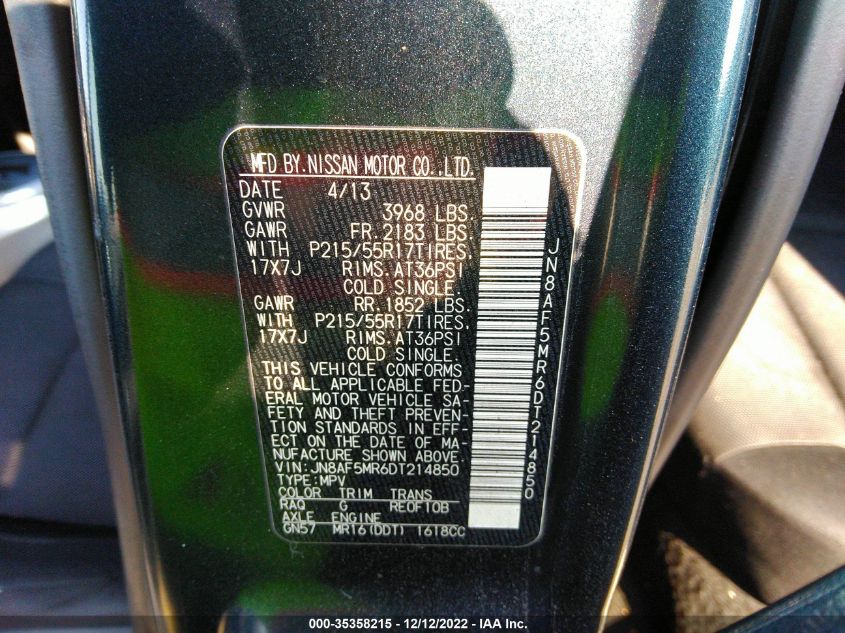 MFD BY.NISSAN MOTOR CO.,LTD.
DATE 4/13
GVWR 3968 LBS.
GAWR FR.2183 LBS
WITH P215/55R17TIRES,
17X7J RIMS.AT36PSI
COLD SINGLE.
GAWR RR.1852 LBS.
WITH P215/55R17TIRES,
17X7J RIMS.AT36PSI
COLD SINGLE.
THIS VEHICLE CONFORMS
TO ALL APPLICABLE FED-
ERAL MOTOR VEHICLE SA-
FETY AND THEFT PREVEN-
TION STANDARDS IN EFF-
ECT ON THE DATE OF MA-
NUFACTURE SHOWN ABOVE.
VIN:JN8AF5MR6DT214850
TYPE:MPV
COLOR TRIM TRANS
RAQ G RE0F10B
AXLE ENGINE
GN57 MR16(DDT) 1618CC
JN8AF5MR6DT214850
000-35358215 - 12/12/2022 - IAA Inc.